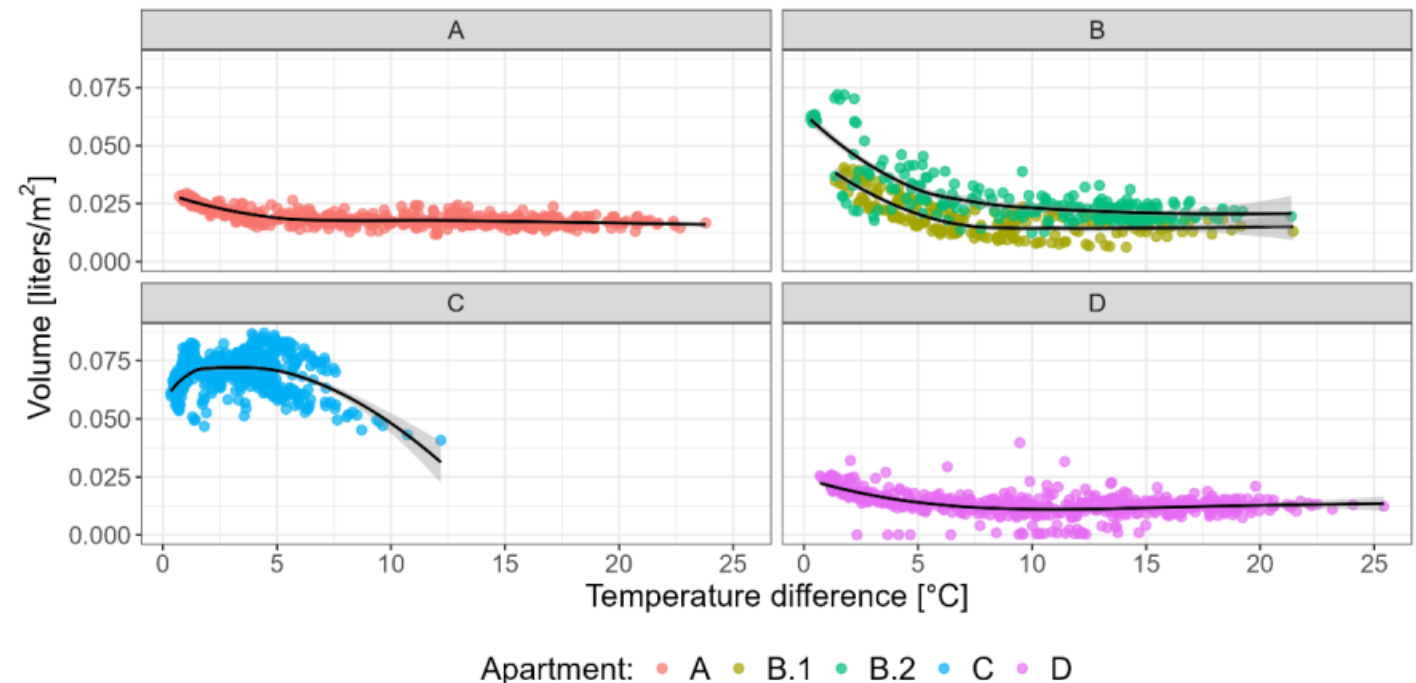 A
B
0.075
0.050
0.025
0.000
C
D
0.075
0.050
0.025
0.000
Volume [liters/m²]
0 5 10 15 20 25
0 5 10 15 20 25
Temperature difference [°C]
Apartment: A B.1 B.2 C D